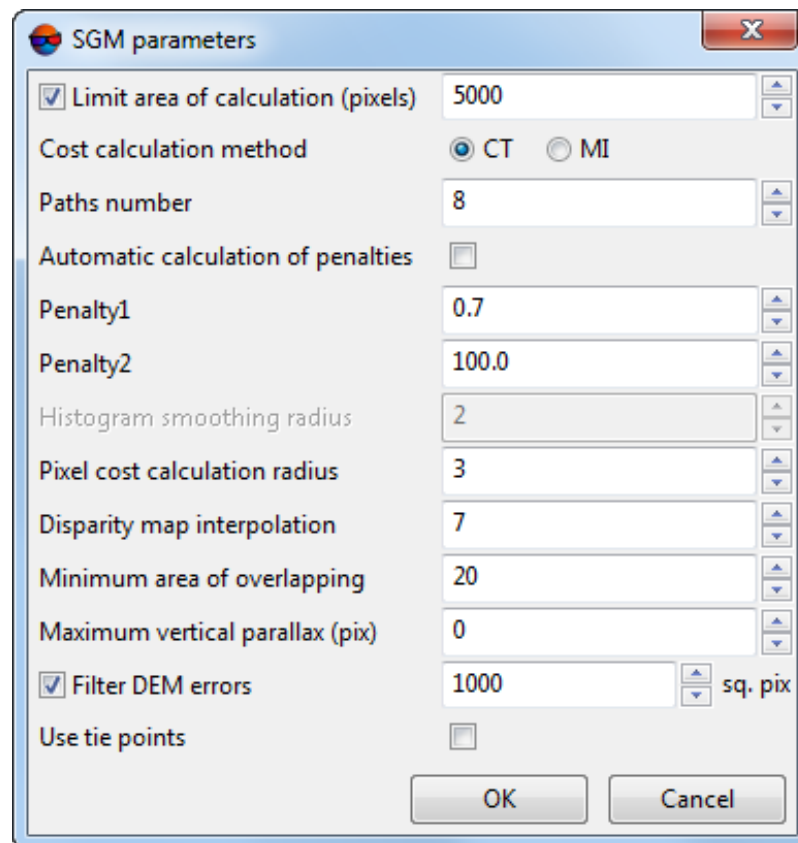 SGM parameters
Limit area of calculation (pixels) 5000
Cost calculation method CT MI
Paths number 8
Automatic calculation of penalties
Penalty1 0.7
Penalty2 100.0
Histogram smoothing radius 2
Pixel cost calculation radius 3
Disparity map interpolation 7
Minimum area of overlapping 20
Maximum vertical parallax (pix) 0
Filter DEM errors 1000 sq. pix
Use tie points
OK Cancel